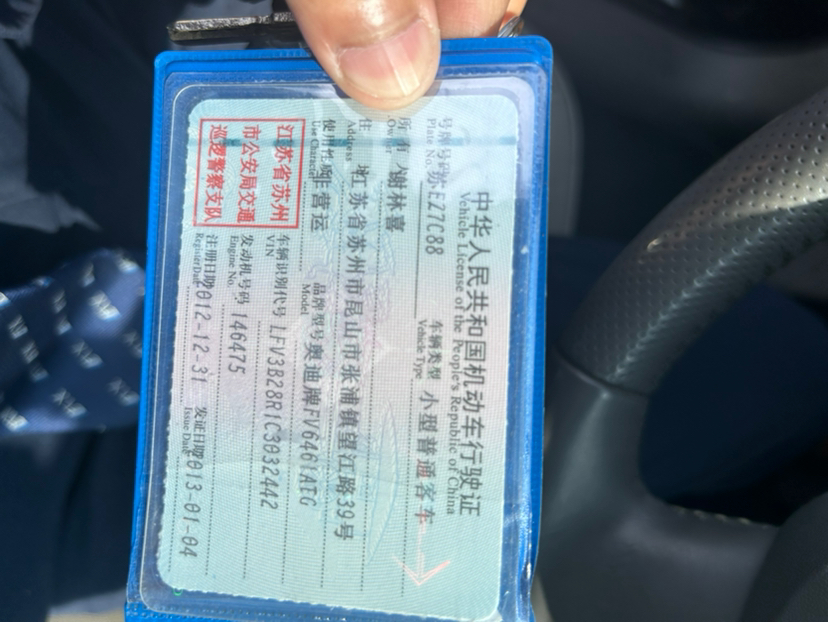 中华人民共和国机动车行驶证
Vehicle License of the People's Republic of China
号牌号码 苏E27C88 车辆类型 小型普通客车
Plate No. Vehicle Type
所有人 谢林喜
Owner
住址 江苏省苏州市昆山市张浦镇望江路39号
Address
使用性质 非营运 品牌型号 奥迪牌FV6461ATG
Use Character Model
江苏省苏州
市公安局交通
巡逻警察支队
车辆识别代号 LFV3B28R1C3032442
VIN
发动机号码 146475
Engine No.
注册日期 2012-12-31 发证日期 2013-01-04
Register Date Issue Date